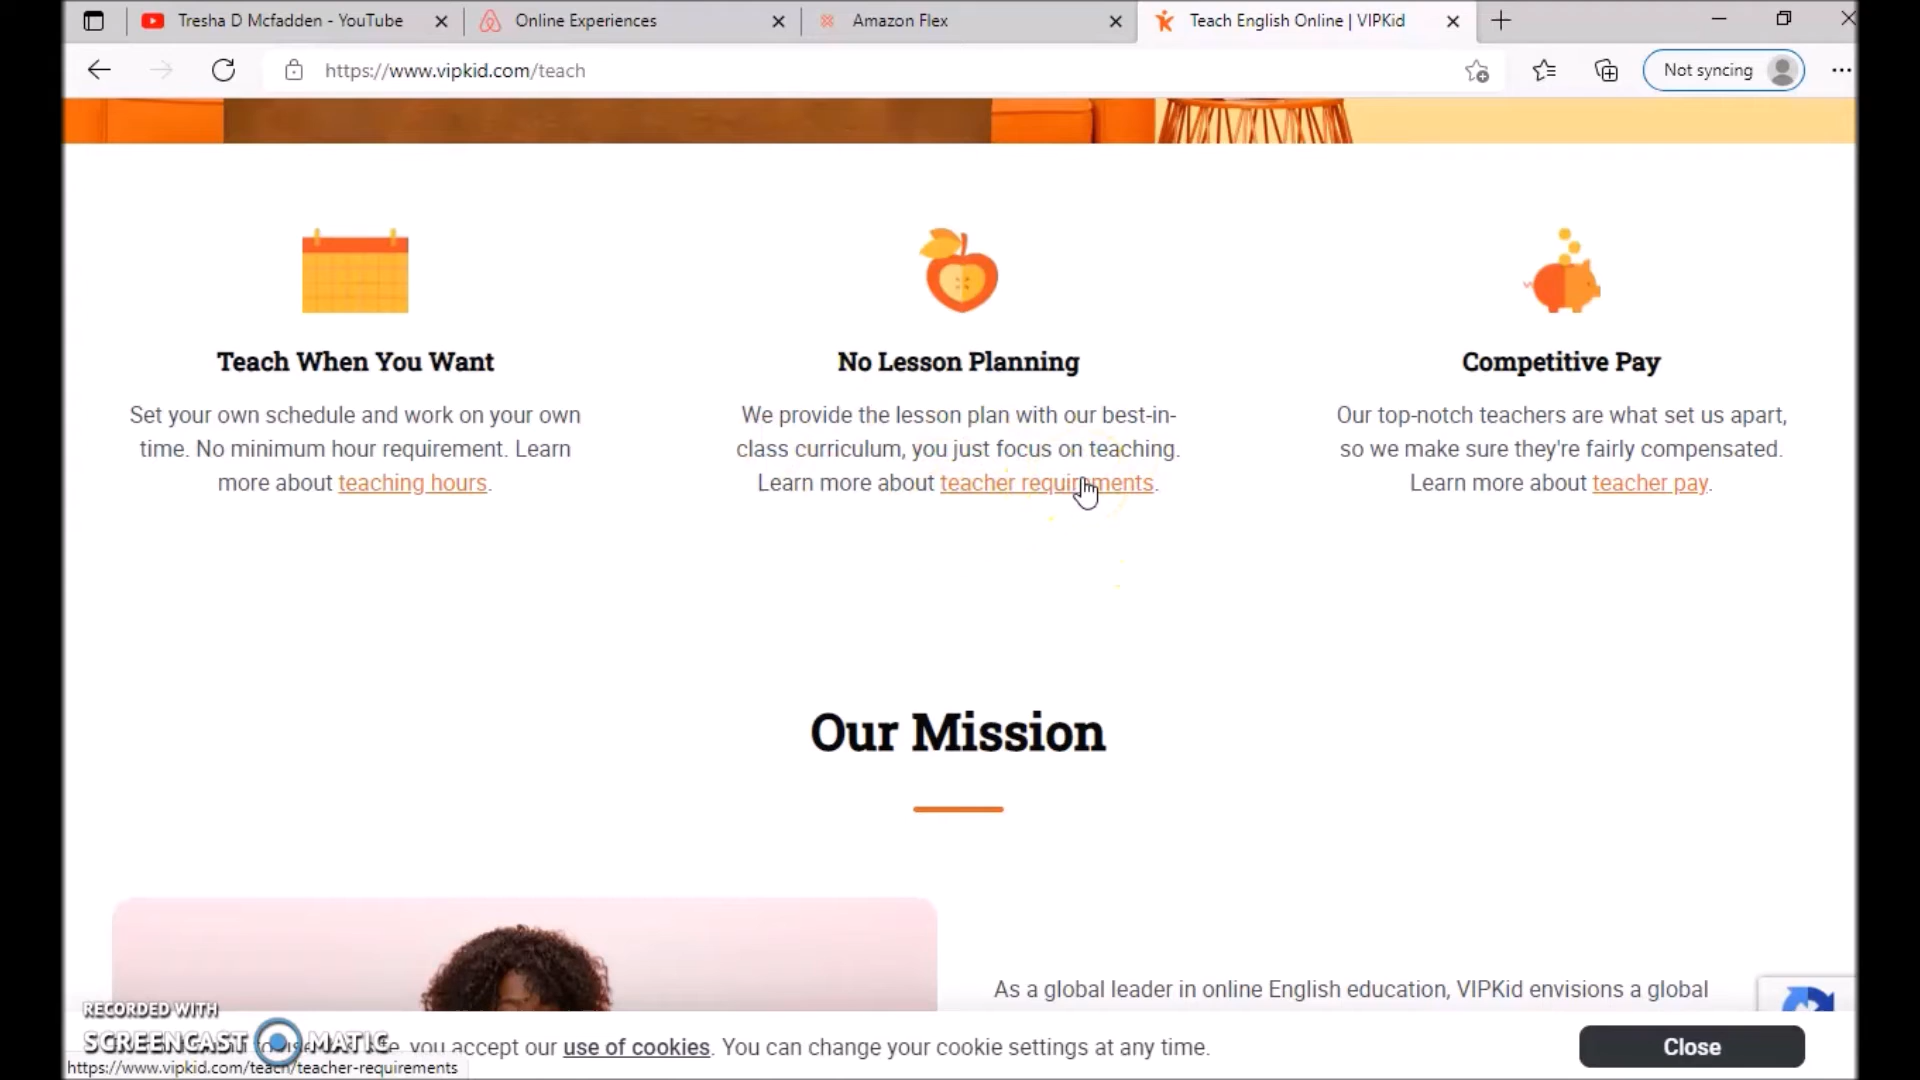 Tresha D Mcfadden - YouTube
Online Experiences
Amazon Flex
Teach English Online | VIPKid
https://www.vipkid.com/teach
Not syncing
Teach When You Want
Set your own schedule and work on your own
time. No minimum hour requirement. Learn
more about teaching hours.
No Lesson Planning
We provide the lesson plan with our best-in-
class curriculum, you just focus on teaching.
Learn more about teacher requirements.
Competitive Pay
Our top-notch teachers are what set us apart,
so we make sure they're fairly compensated.
Learn more about teacher pay.
Our Mission
As a global leader in online English education, VIPKid envisions a global
RECORDED WITH
SCREENCAST MATIC
you accept our use of cookies. You can change your cookie settings at any time.
Close
https://www.vipkid.com/teach/teacher-requirements